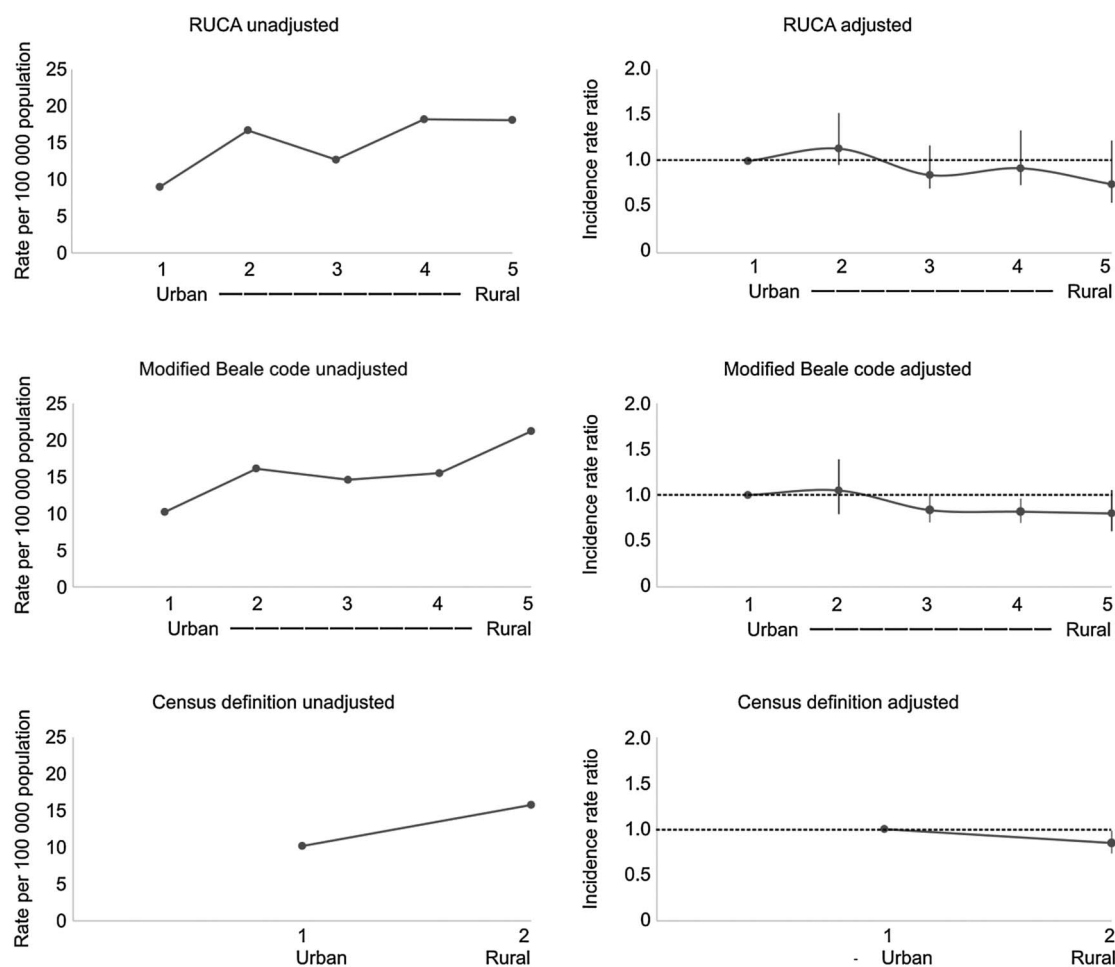 RUCA unadjusted
Rate per 100 000 population
25
20
15
10
5
0
1 2 3 4 5
Urban Rural
RUCA adjusted
Incidence rate ratio
2.0
1.5
1.0
0.5
0
1 2 3 4 5
Urban Rural
Modified Beale code unadjusted
Rate per 100 000 population
25
20
15
10
5
0
1 2 3 4 5
Urban Rural
Modified Beale code adjusted
Incidence rate ratio
2.0
1.5
1.0
0.5
0
1 2 3 4 5
Urban Rural
Census definition unadjusted
Rate per 100 000 population
25
20
15
10
5
0
1 2
Urban Rural
Census definition adjusted
Incidence rate ratio
2.0
1.5
1.0
0.5
0
1 2
- Urban Rural